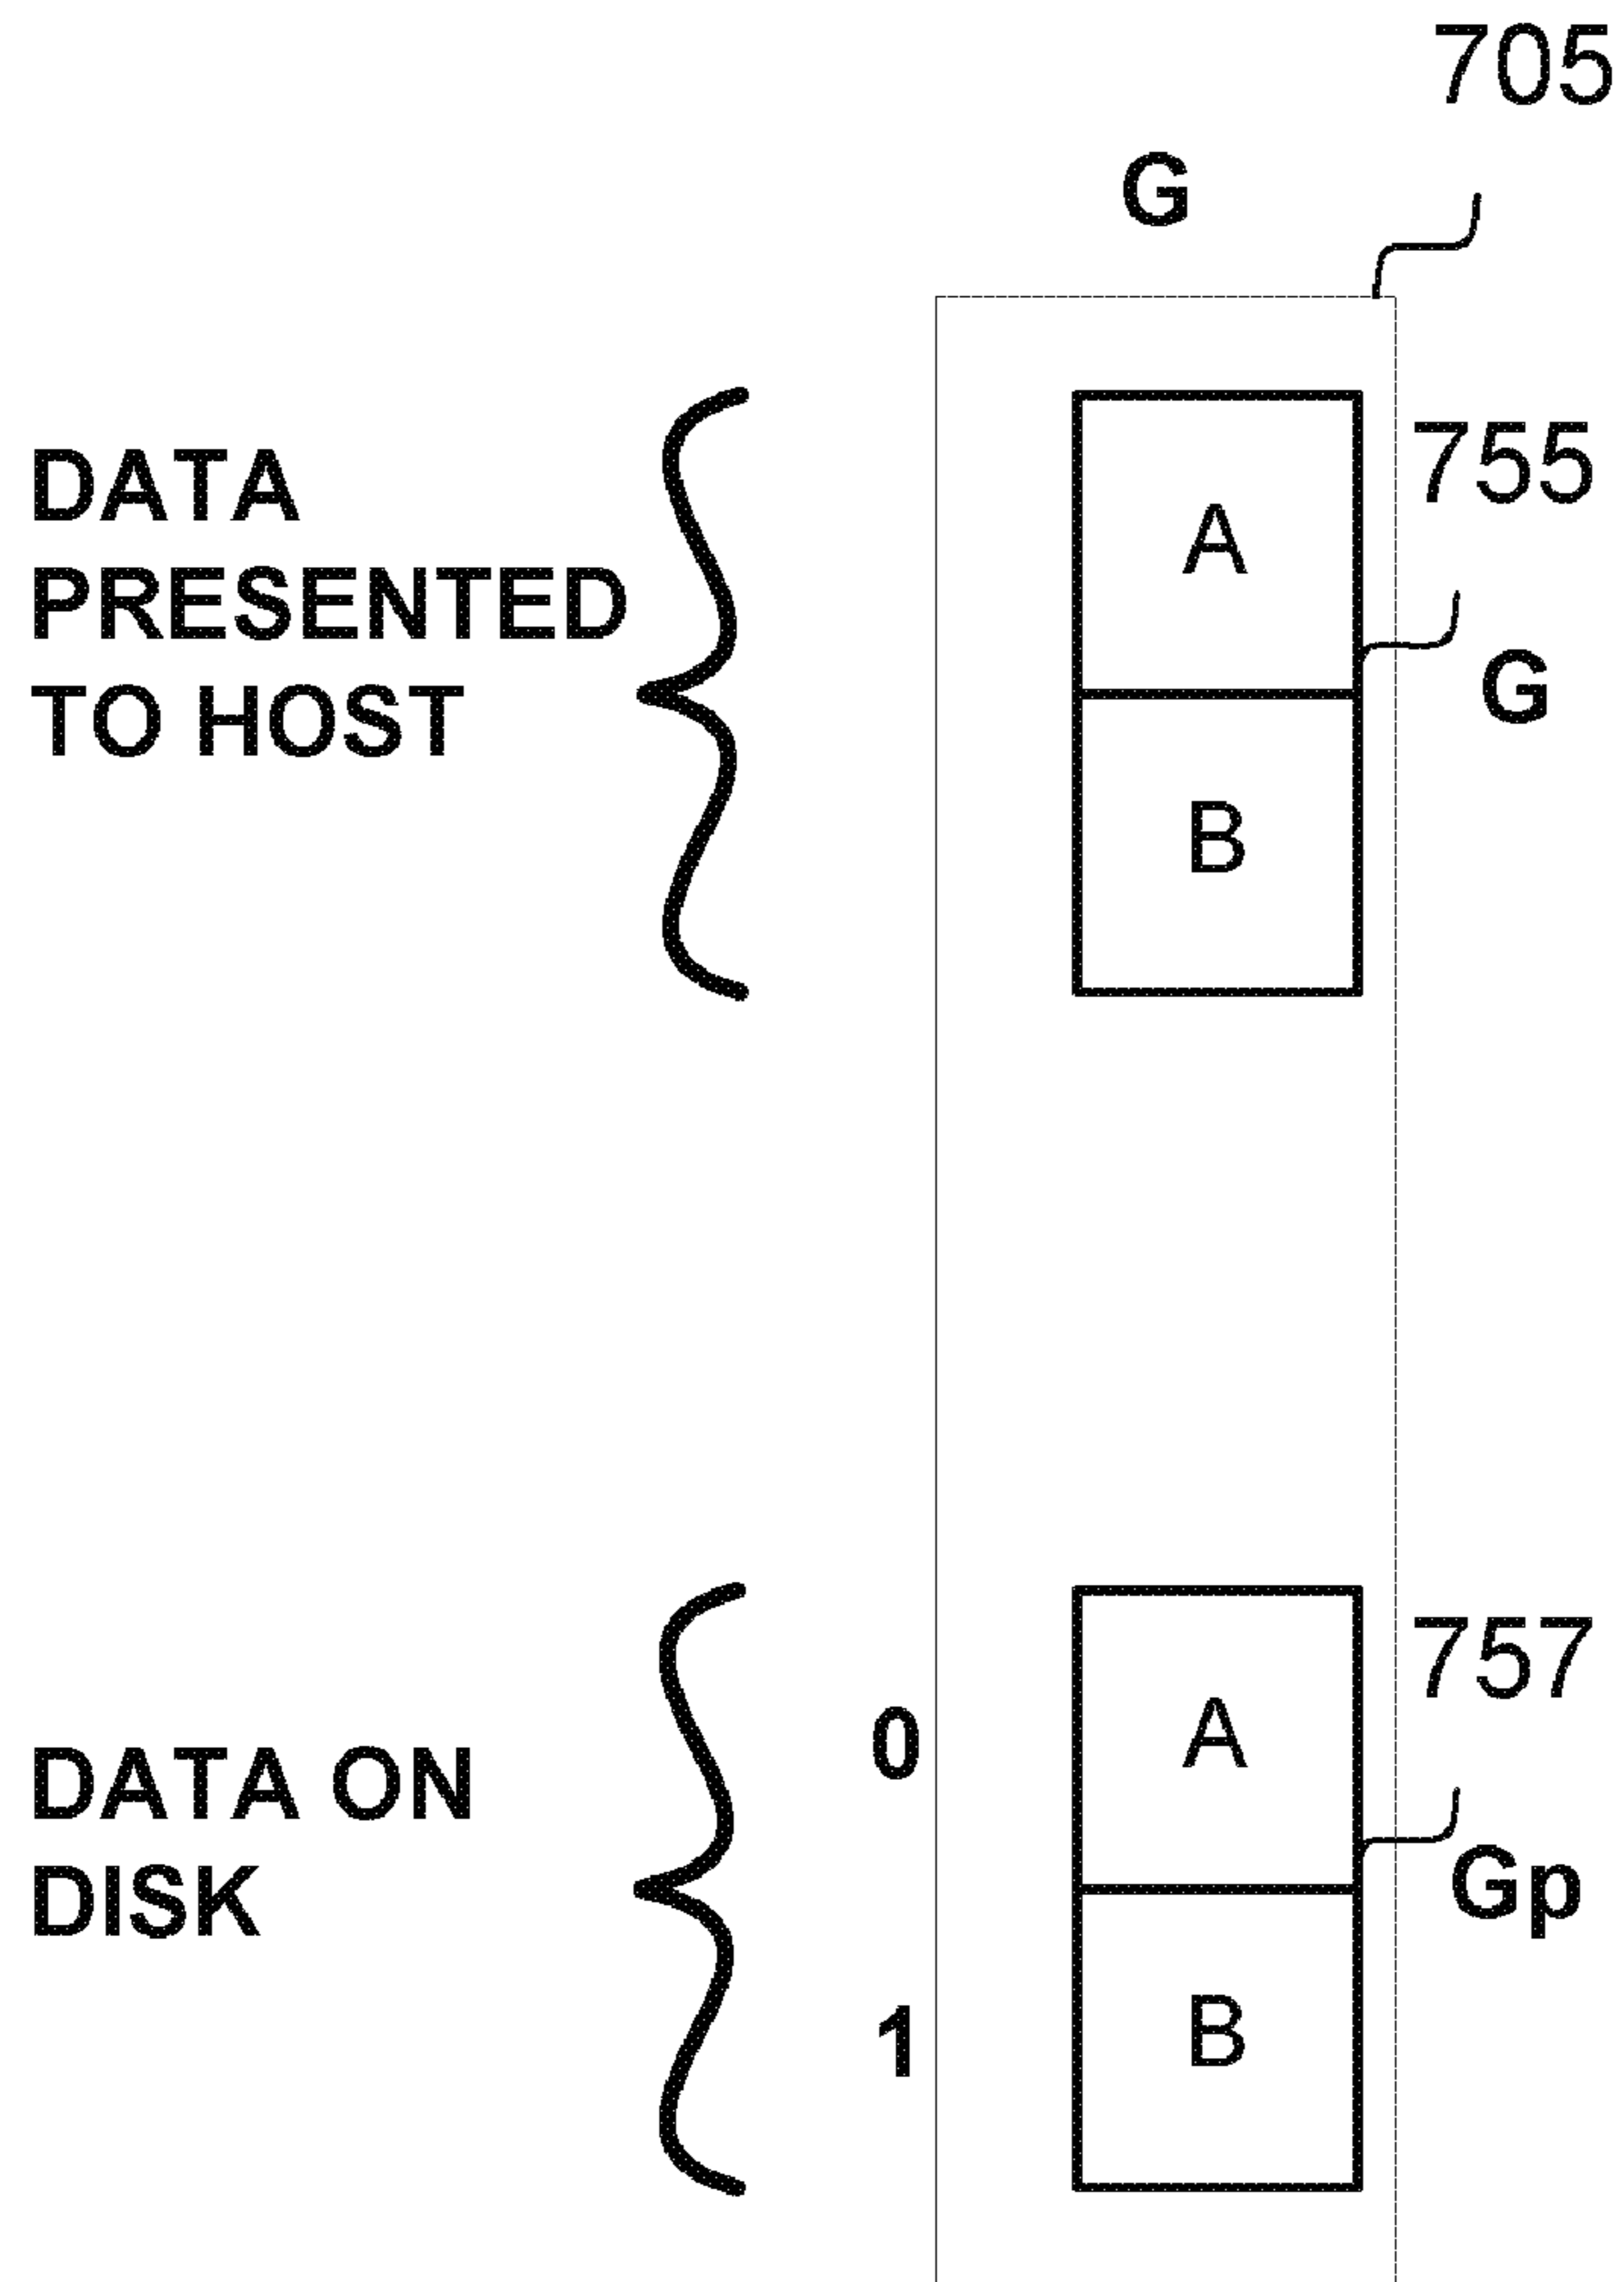 705
G
755
A
DATA
PRESENTED
TO HOST
G
B
757
A
0
DATA ON
DISK
Gp
1
B